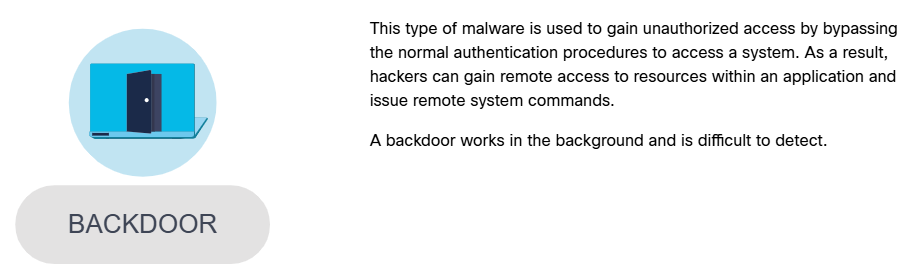 This type of malware is used to gain unauthorized access by bypassing
the normal authentication procedures to access a system. As a result,
hackers can gain remote access to resources within an application and
issue remote system commands.
A backdoor works in the background and is difficult to detect.
BACKDOOR